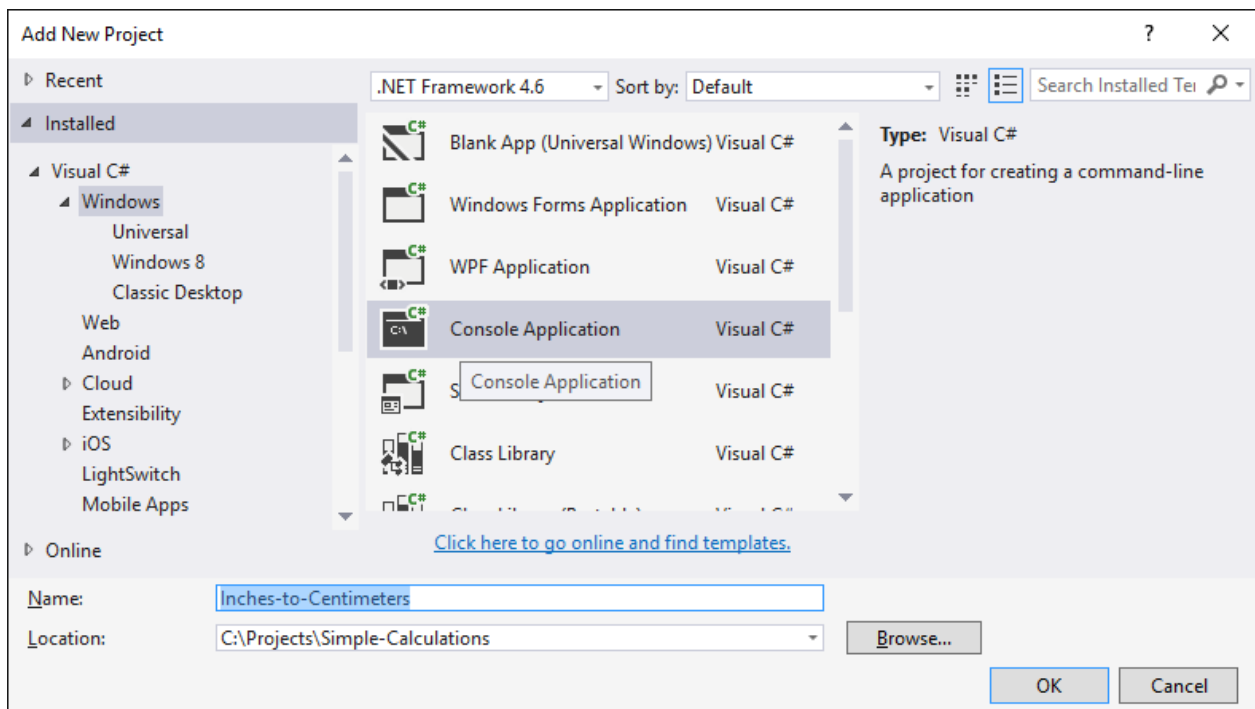 Add New Project
?
Recent
Installed
Visual C#
Windows
Universal
Windows 8
Classic Desktop
Web
Android
Cloud
Extensibility
iOS
LightSwitch
Mobile Apps
Online
.NET Framework 4.6
Sort by: Default
Search Installed Te
C#
Blank App (Universal Windows) Visual C#
C#
Windows Forms Application Visual C#
C#
WPF Application Visual C#
C#
C:\
Console Application Visual C#
Console Application
C#
Visual C#
C#
Class Library Visual C#
C#
Click here to go online and find templates.
Type: Visual C#
A project for creating a command-line
application
Name: Inches-to-Centimeters
Location: C:\Projects\Simple-Calculations
Browse...
OK Cancel